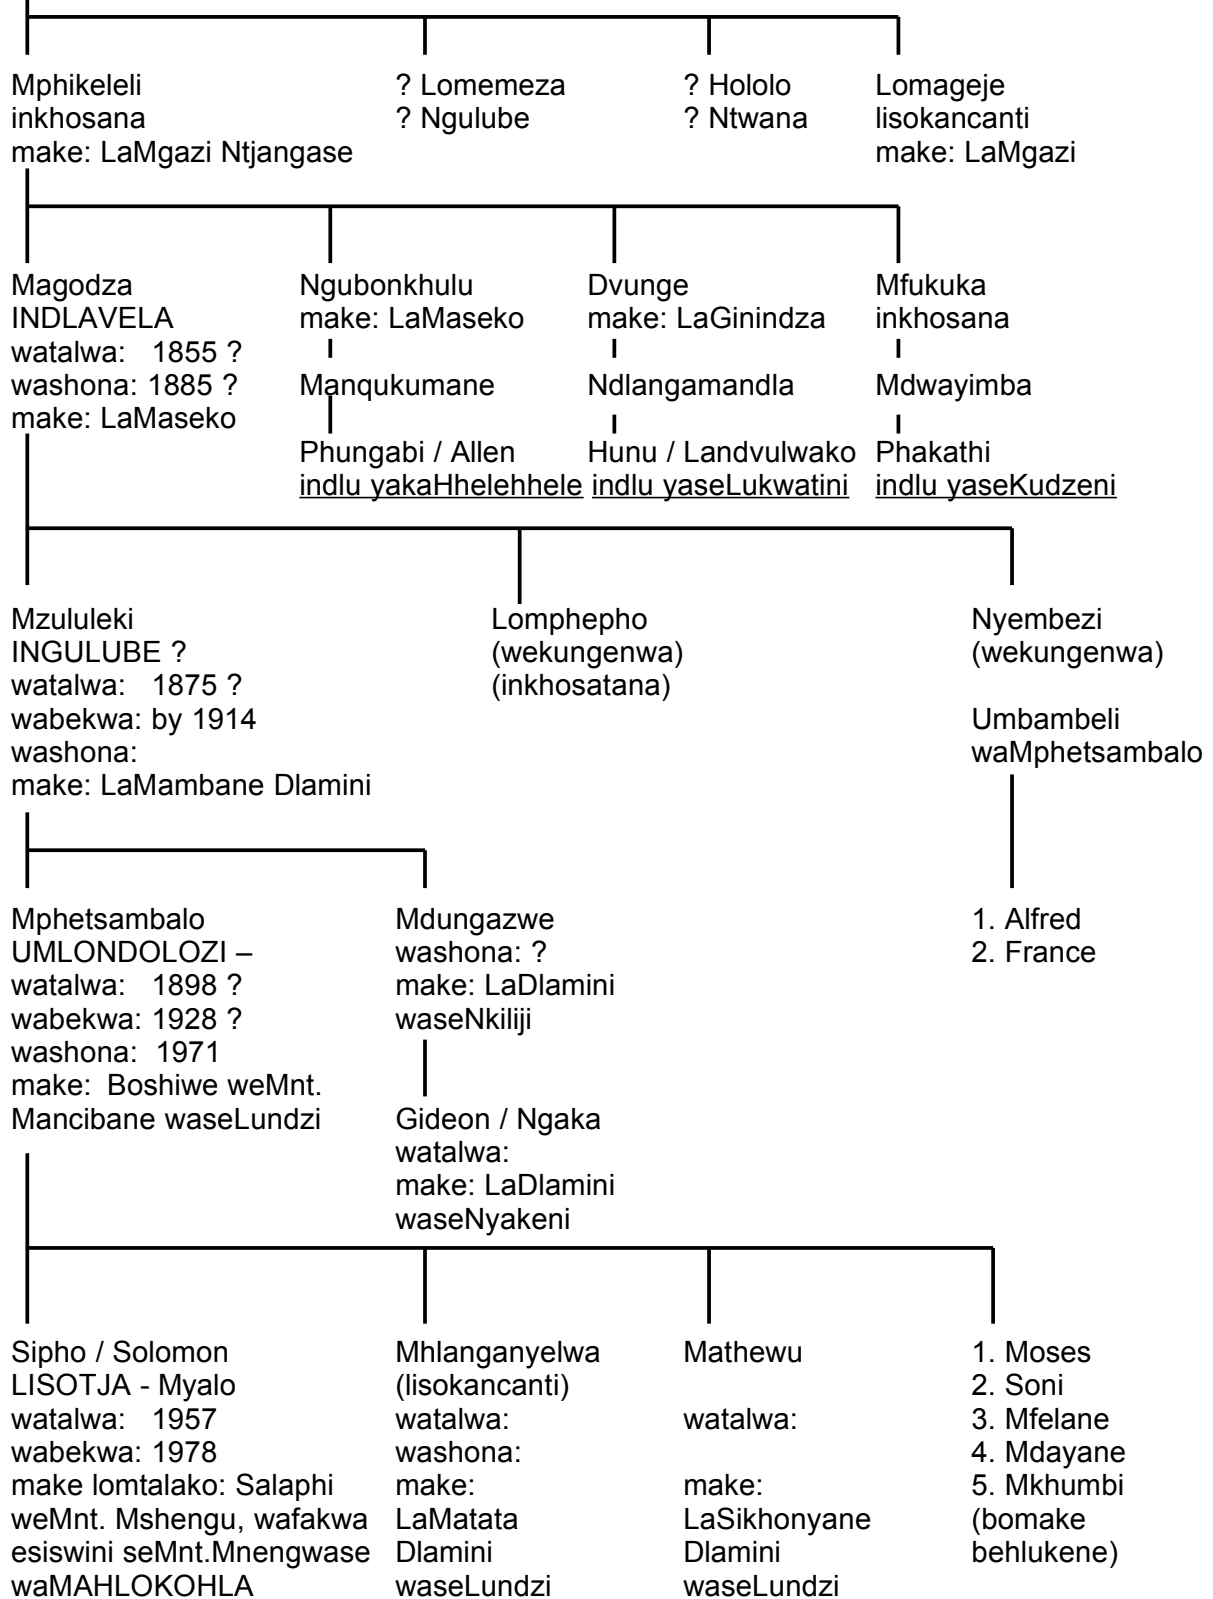 Mphikeleli
inkhosana
make: LaMgazi Ntjangase
? Lomemeza
? Ngulube
? Hololo
? Ntwana
Lomageje
lisokancanti
make: LaMgazi
Magodza
INDLAVELA
watalwa: 1855 ?
washona: 1885 ?
make: LaMaseko
Ngubonkhulu
make: LaMaseko
Manqukumane
Phungabi / Allen
indlu yakaHhelehhele
Dvunge
make: LaGinindza
Ndlangamandla
Hunu / Landvulwako
indlu yaseLukwatini
Mfukuka
inkhosana
Mdwayimba
Phakathi
indlu yaseKudzeni
Mzululeki
INGULUBE ?
watalwa: 1875 ?
wabekwa: by 1914
washona:
make: LaMambane Dlamini
Lomphepho
(wekungenwa)
(inkhosatana)
Nyembezi
(wekungenwa)
Umbambeli
waMphetsambalo
Mphetsambalo
UMLONDOLOZI –
watalwa: 1898 ?
wabekwa: 1928 ?
washona: 1971
make: Boshiwe weMnt.
Mancibane waseLundzi
Mdungazwe
washona: ?
make: LaDlamini
waseNkiliji
Gideon / Ngaka
watalwa:
make: LaDlamini
waseNyakeni
1. Alfred
2. France
Sipho / Solomon
LISOTJA - Myalo
watalwa: 1957
wabekwa: 1978
make lomtalako: Salaphi
weMnt. Mshengu, wafakwa
esiswini seMnt.Mnengwase
waMAHLOKOHLA
Mhlanganyelwa
(lisokancanti)
watalwa:
washona:
make:
LaMatata
Dlamini
waseLundzi
Mathewu
watalwa:
make:
LaSikhonyane
Dlamini
waseLundzi
1. Moses
2. Soni
3. Mfelane
4. Mdayane
5. Mkhumbi
(bomake
behlukene)